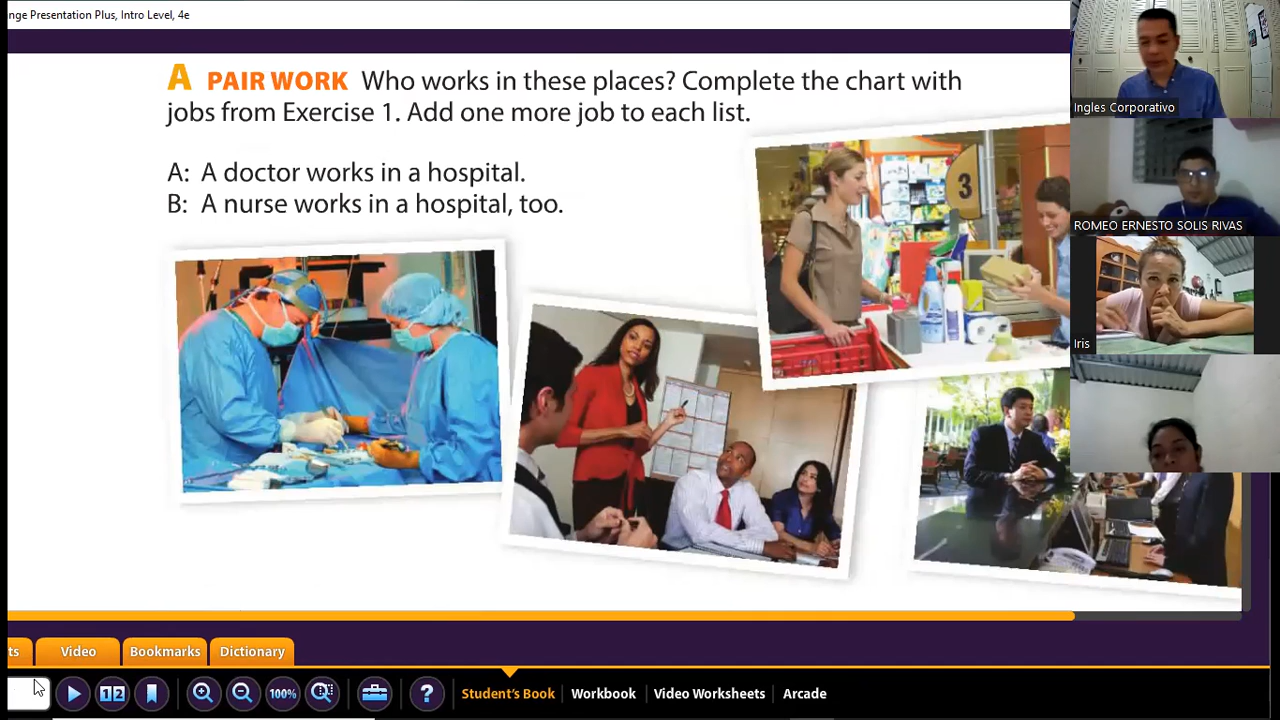 nge Presentation Plus, Intro Level, 4e
A PAIR WORK Who works in these places? Complete the chart with
jobs from Exercise 1. Add one more job to each list.
A: A doctor works in a hospital.
B: A nurse works in a hospital, too.
3
Ingles Corporativo
ROMEO ERNESTO SOLIS RIVAS
Iris
ts Video Bookmarks Dictionary
1 2 100% ? Student's Book Workbook Video Worksheets Arcade